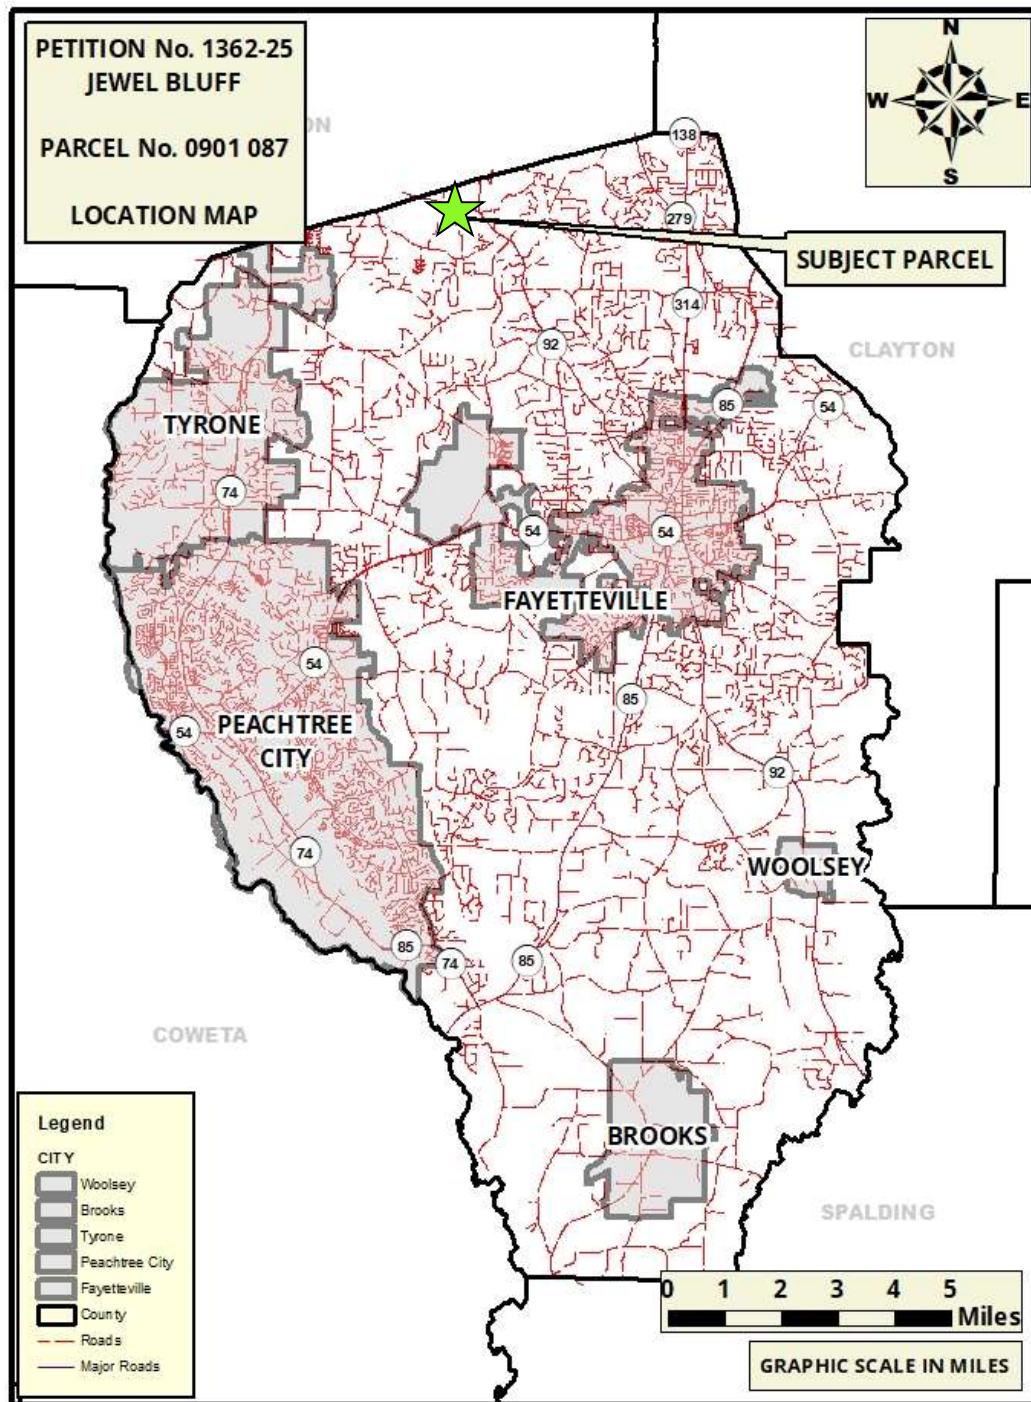 PETITION No. 1362-25
JEWEL BLUFF
PARCEL No. 0901 087
LOCATION MAP
ON
N
W
E
S
138
279
SUBJECT PARCEL
314
92
CLAYTON
85
54
TYRONE
74
54
54
FAYETTEVILLE
54
85
PEACHTREE
CITY
54
92
74
WOOLSEY
85
74
85
COWETA
BROOKS
SPALDING
Legend
CITY
Woolsey
Brooks
Tyrone
Peachtree City
Fayetteville
County
Roads
Major Roads
0 1 2 3 4 5
Miles
GRAPHIC SCALE IN MILES